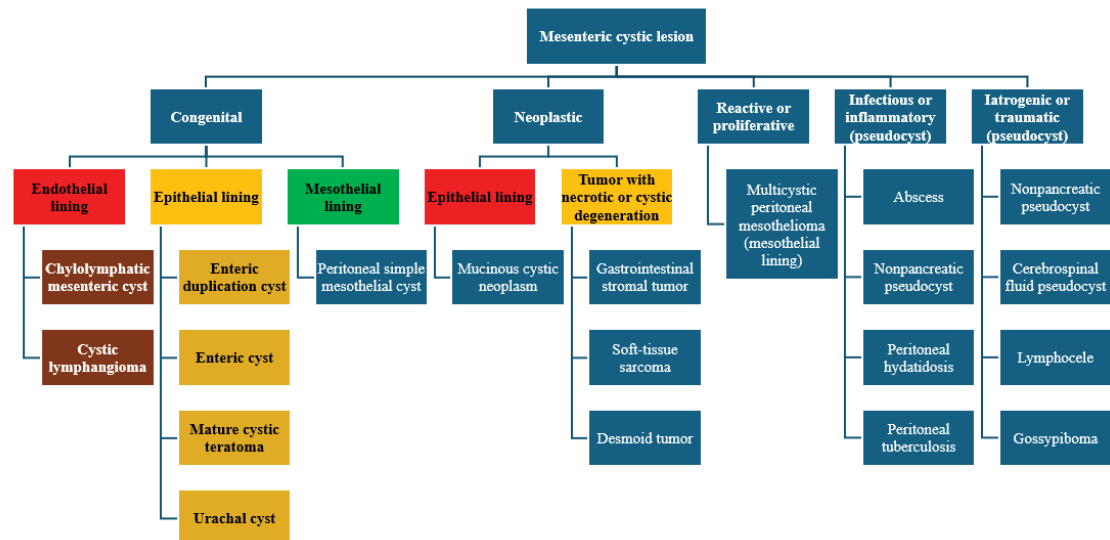 Mesenteric cystic lesion
Congenital
Neoplastic
Reactive or
proliferative
Infectious or
inflammatory
(pseudocyst)
Iatrogenic or
traumatic
(pseudocyst)
Endothelial
lining
Epithelial lining
Mesothelial
lining
Epithelial
lining
Tumor with
necrotic or cystic
degeneration
Chylolymphatic
mesenteric cyst
Cystic
lymphangioma
Enteric
duplication cyst
Enteric cyst
Mature cystic
teratoma
Urachal cyst
Peritoneal simple
mesothelial cyst
Mucinous cystic
neoplasm
Gastrointestinal
stromal tumor
Soft-tissue
sarcoma
Desmoid tumor
Multicystic
peritoneal
mesothelioma
(mesothelial
lining)
Abscess
Nonpancreatic
pseudocyst
Peritoneal
hydatidosis
Peritoneal
tuberculosis
Nonpancreatic
pseudocyst
Cerebrospinal
fluid pseudocyst
Lymphocele
Gossypiboma